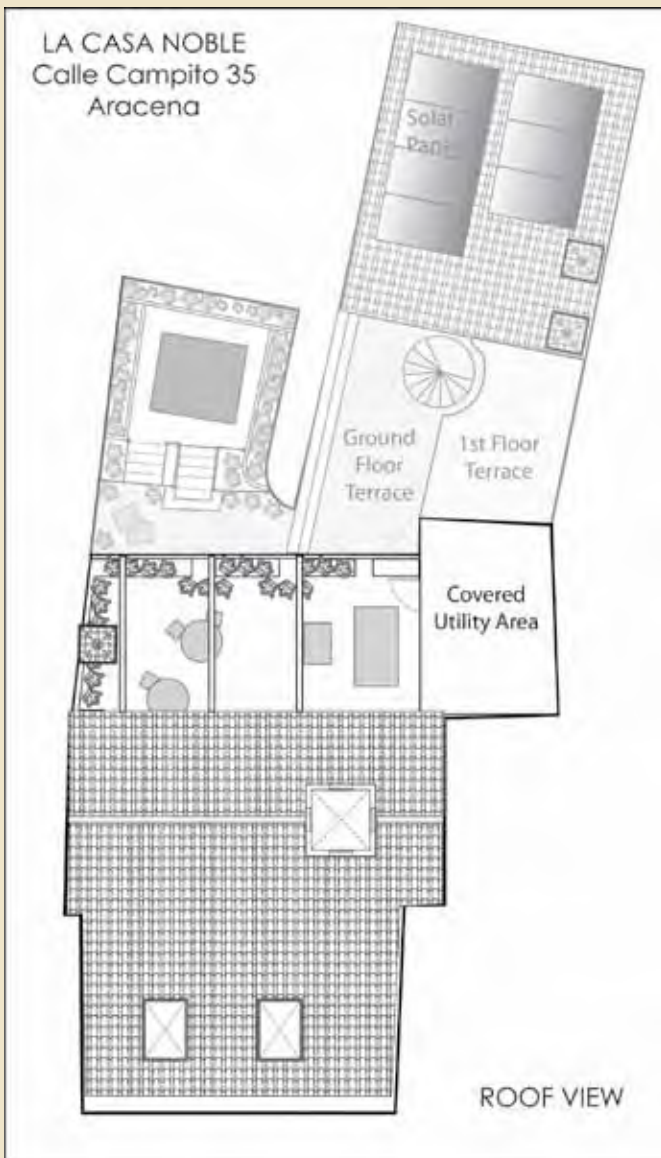 LA CASA NOBLE
Calle Campito 35
Aracena
Solar
Panel
Ground
Floor
Terrace
1st Floor
Terrace
Covered
Utility Area
ROOF VIEW